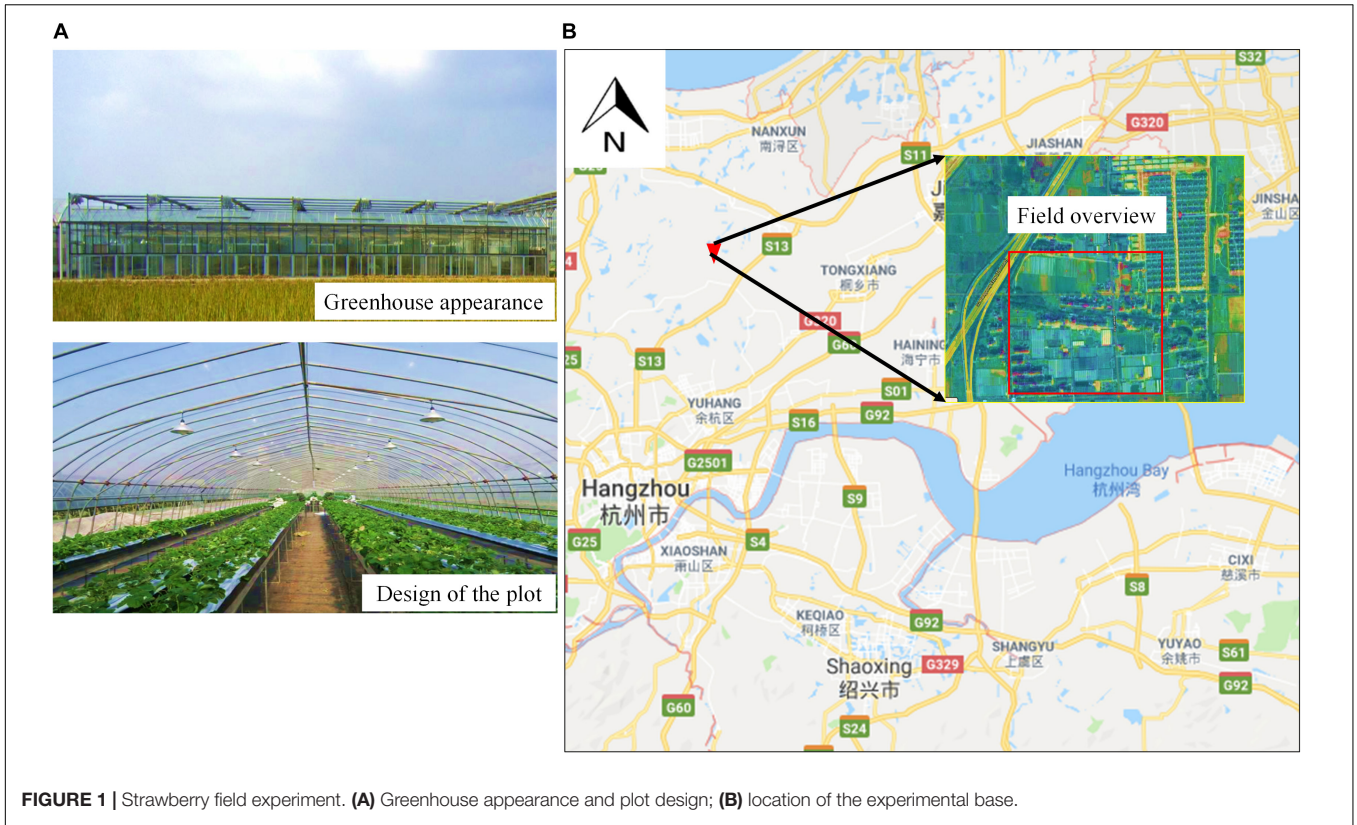 A
B
Greenhouse appearance
Design of the plot
N
S32
G320
NANXUN
南浔区
JIASHAN
S11
Field overview
JINSHA
金山区
S13
TONGXIANG
桐乡市
G320
G60
HAINING
海宁市
S13
S01
YUHANG
余杭区
G92
S16
G2501
Hangzhou
杭州市
Hangzhou Bay
杭州湾
S9
G25
S4
XIAOSHAN
萧山区
CIXI
慈溪市
S8
KEQIAO
柯桥区
G92
SHANGYU
上虞区
YUYAO
余姚市
S61
Shaoxing
绍兴市
G329
G92
G60
S24
FIGURE 1 | Strawberry field experiment. (A) Greenhouse appearance and plot design; (B) location of the experimental base.